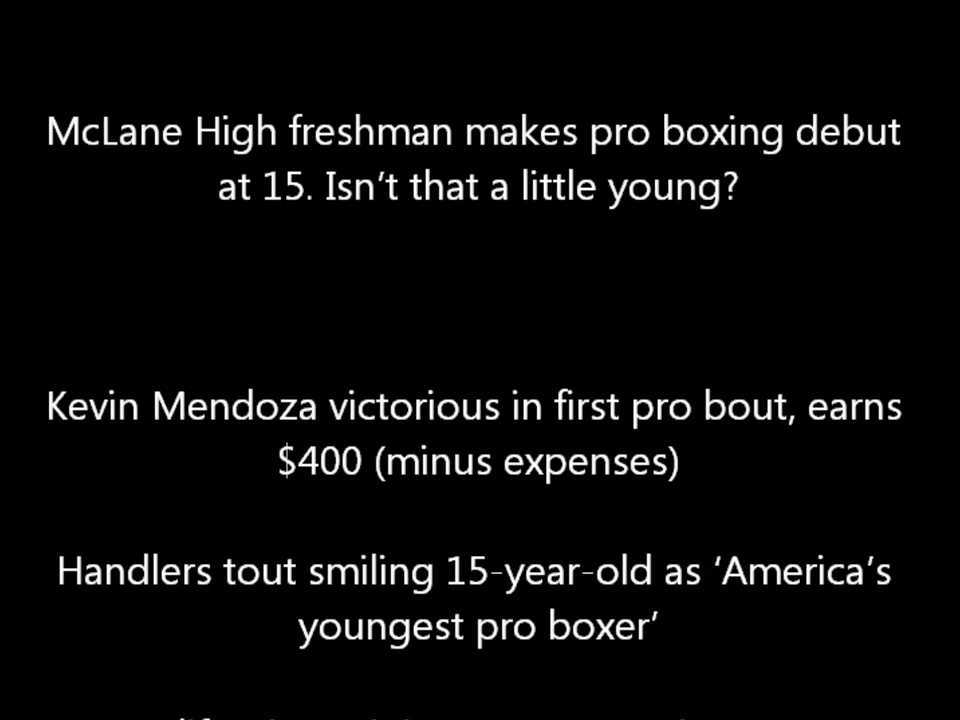 McLane High freshman makes pro boxing debut
at 15. Isn’t that a little young?
Kevin Mendoza victorious in first pro bout, earns
$400 (minus expenses)
Handlers tout smiling 15-year-old as ‘America’s
youngest pro boxer’